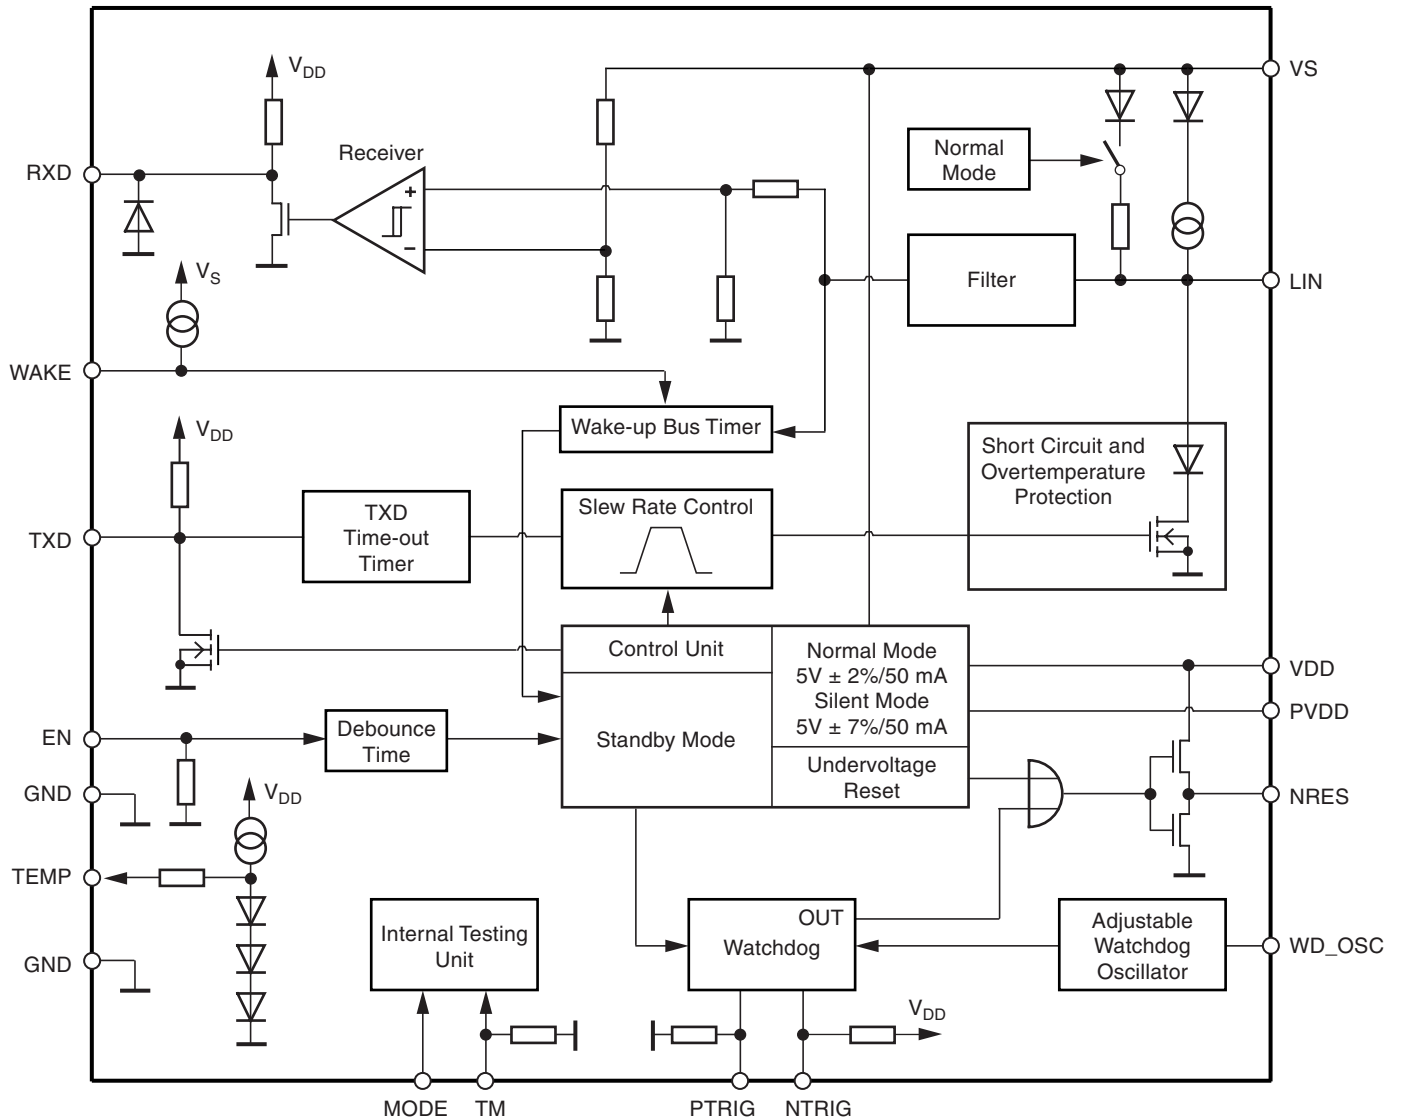 VDD
VS
RXD
Receiver
+
−
Normal
Mode
VS
Filter
LIN
WAKE
VDD
Wake-up Bus Timer
Short Circuit and
Overtemperature
Protection
TXD
TXD
Time-out
Timer
Slew Rate Control
Control Unit
Normal Mode
5V ± 2%/50 mA
Silent Mode
5V ± 7%/50 mA
VDD
PVDD
EN
Debounce
Time
Standby Mode
Undervoltage
Reset
GND
VDD
NRES
TEMP
Internal Testing
Unit
OUT
Watchdog
Adjustable
Watchdog
Oscillator
WD_OSC
GND
VDD
MODE
TM
PTRIG
NTRIG